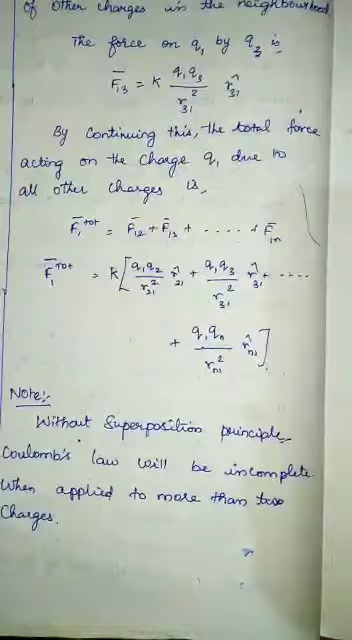 of other charges in the neighbourhood
The force on q₁ by q₃ is
F̅₁₃ = K q₁q₃ / r₃₁² r̂₃₁
By Continuing this, the total force
acting on the Charge q₁ due to
all other charges is,
F̅₁ᵗᵒᵗ = F̅₁₂ + F̅₁₃ + ..... + F̅₁ₙ
F̅₁ᵗᵒᵗ = K[ q₁q₂ / r₂₁² r̂₂₁ + q₁q₃ / r₃₁² r̂₃₁ + ....
+ q₁qₙ / rₙ₁² r̂ₙ₁ ]
Note:-
Without Superposition principle
Coulomb's law will be incomplete
When applied to more than two
Charges.